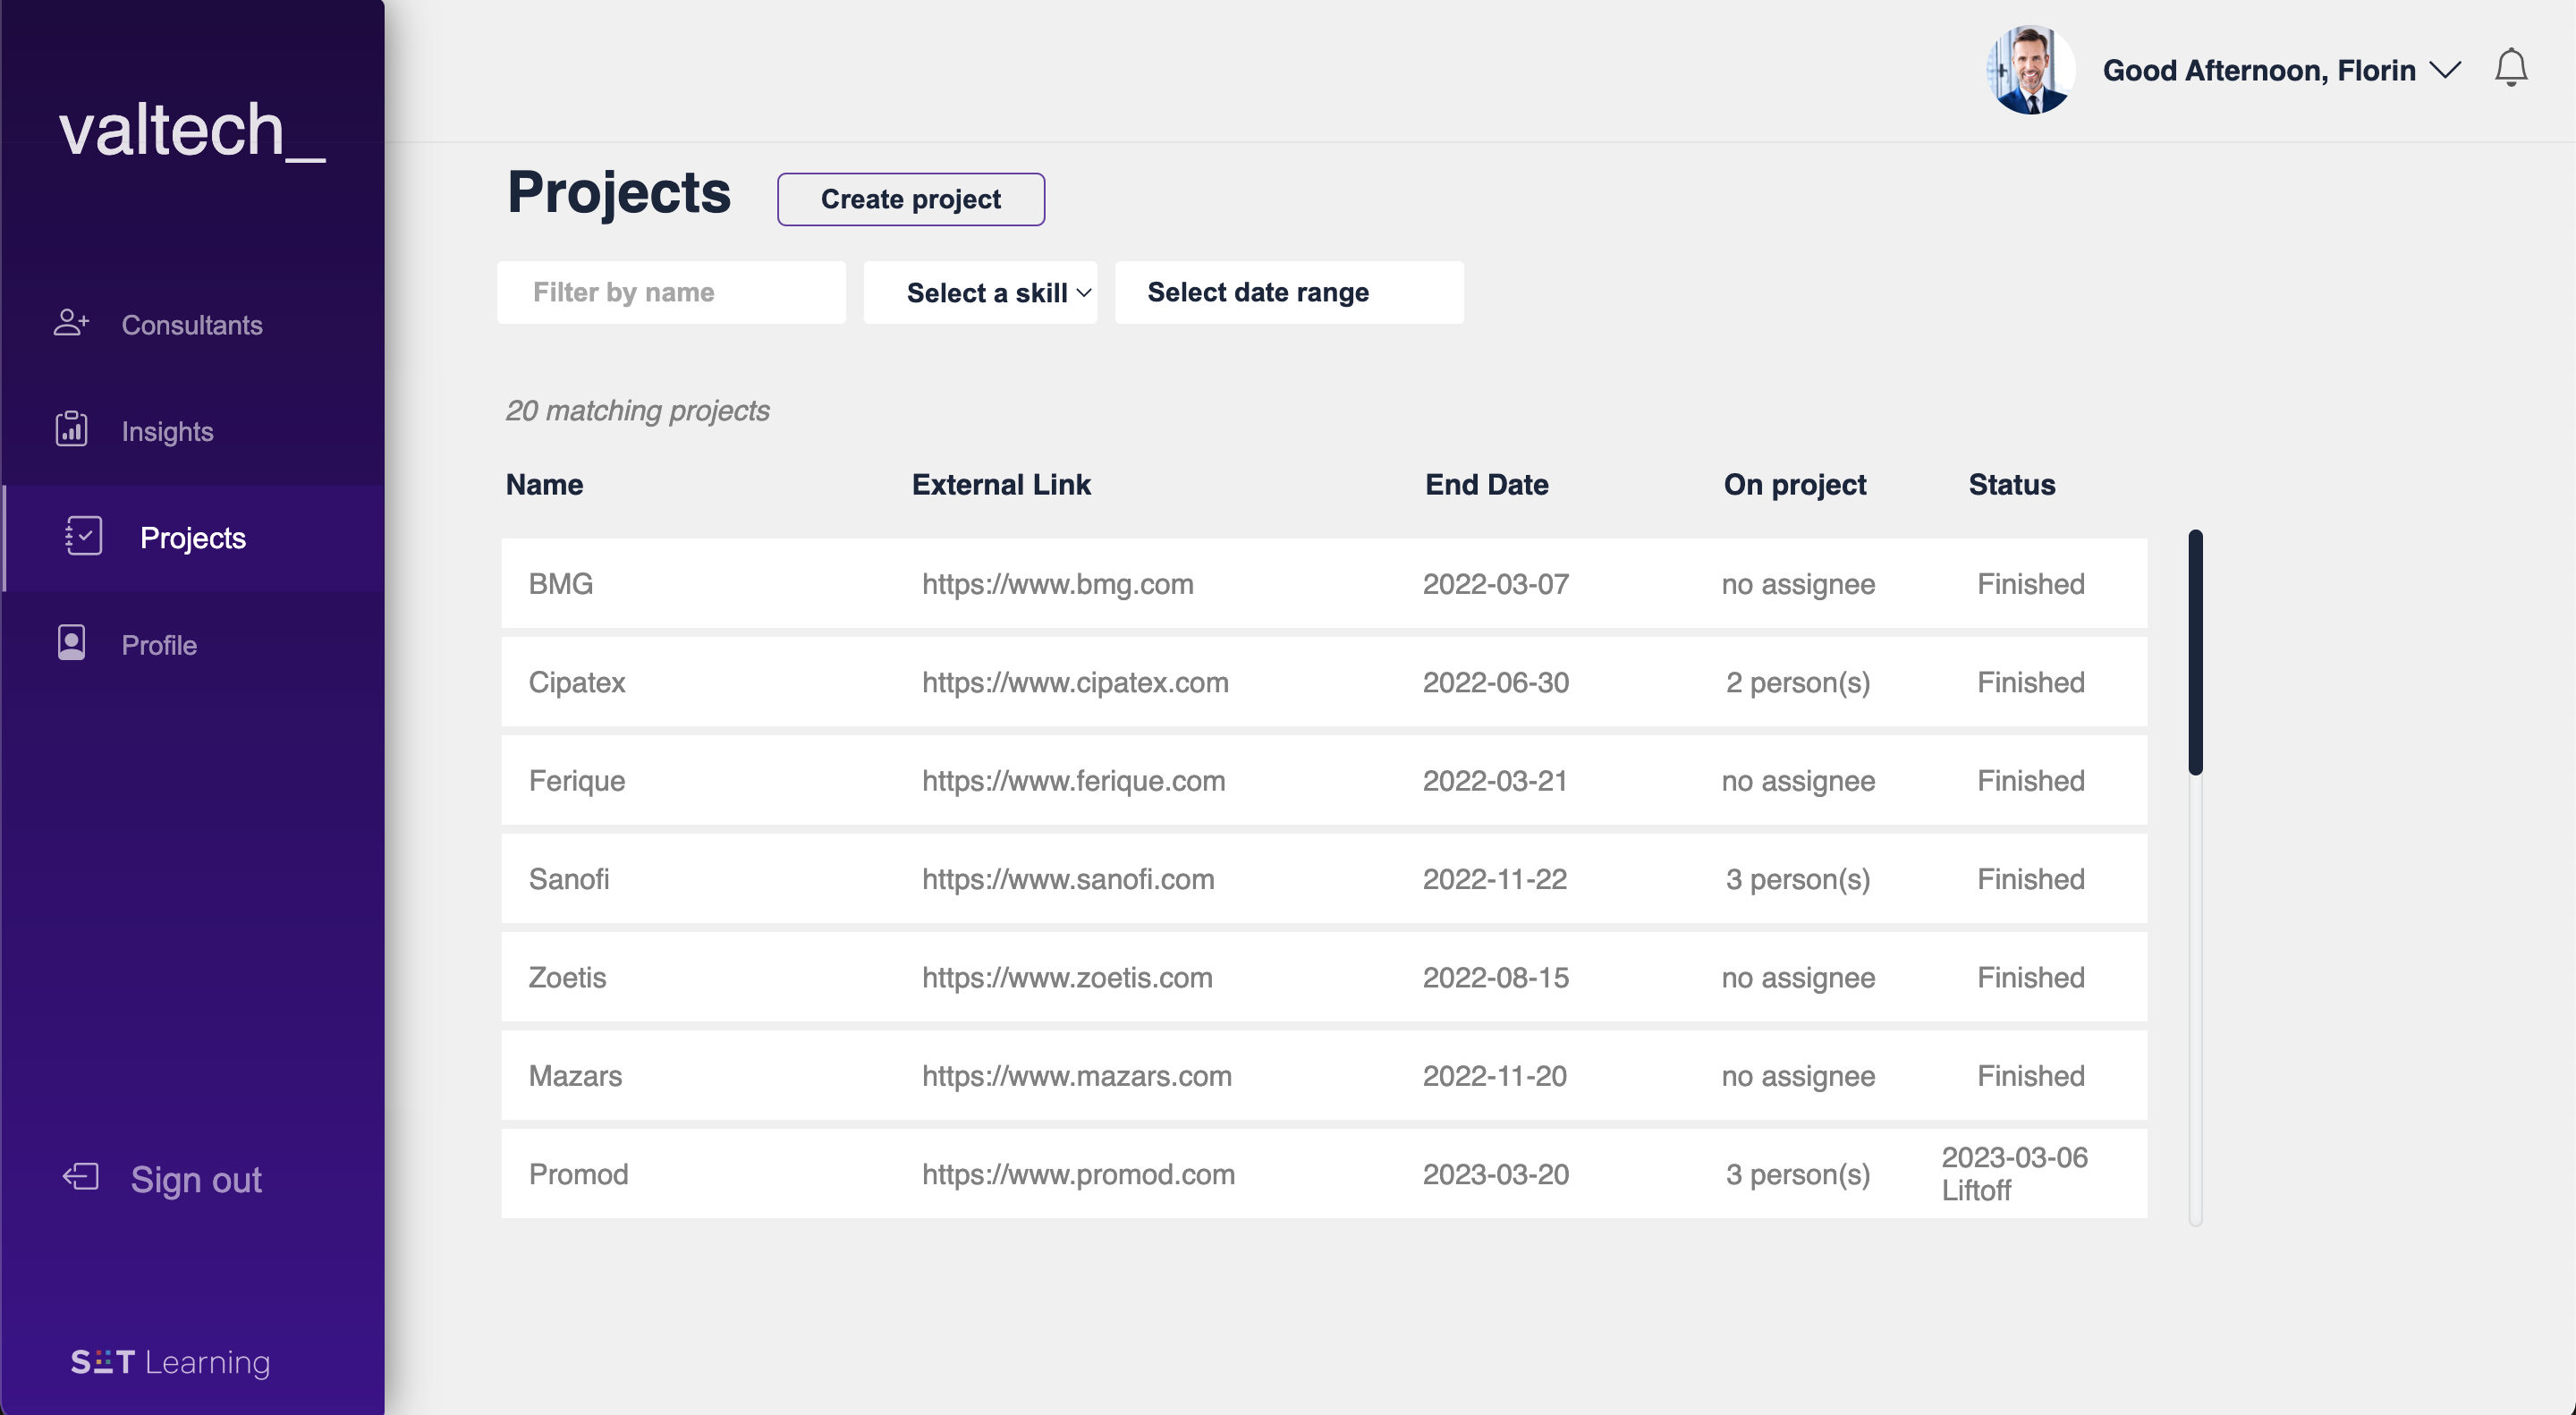 valtech_
Consultants
Insights
Projects
Profile
Sign out
SET Learning
Good Afternoon, Florin
Projects
Create project
Filter by name
Select a skill
Select date range
20 matching projects
Name External Link End Date On project Status
BMG https://www.bmg.com 2022-03-07 no assignee Finished
Cipatex https://www.cipatex.com 2022-06-30 2 person(s) Finished
Ferique https://www.ferique.com 2022-03-21 no assignee Finished
Sanofi https://www.sanofi.com 2022-11-22 3 person(s) Finished
Zoetis https://www.zoetis.com 2022-08-15 no assignee Finished
Mazars https://www.mazars.com 2022-11-20 no assignee Finished
Promod https://www.promod.com 2023-03-20 3 person(s) 2023-03-06
Liftoff